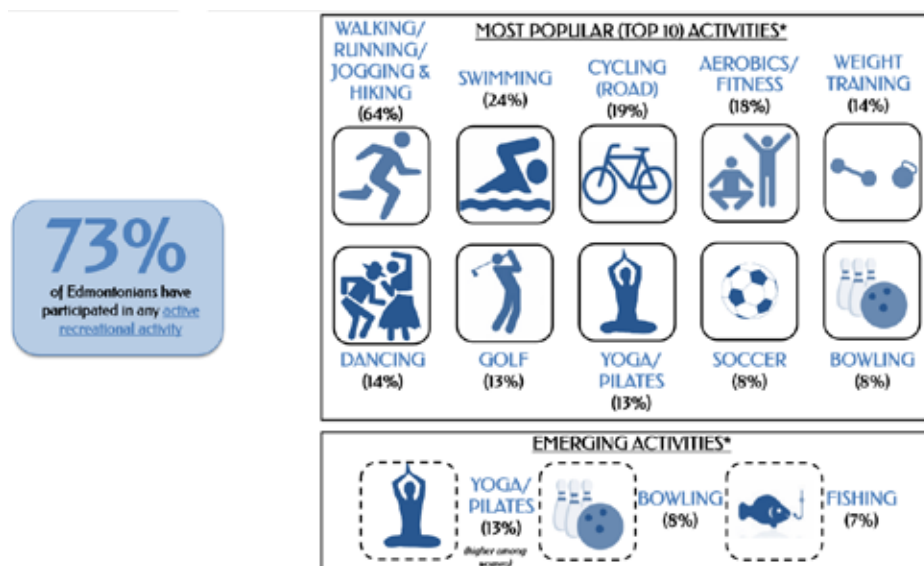 MOST POPULAR (TOP 10) ACTIVITIES*
WALKING/
RUNNING/
JOGGING &
HIKING
(64%)
SWIMMING
(24%)
CYCLING
(ROAD)
(19%)
AEROBICS/
FITNESS
(18%)
WEIGHT
TRAINING
(14%)
73%
of Edmontonians have
participated in any active
recreational activity
DANCING
(14%)
GOLF
(13%)
YOGA/
PILATES
(13%)
SOCCER
(8%)
BOWLING
(8%)
EMERGING ACTIVITIES*
YOGA/
PILATES
(13%)
(higher among
BOWLING
(8%)
FISHING
(7%)